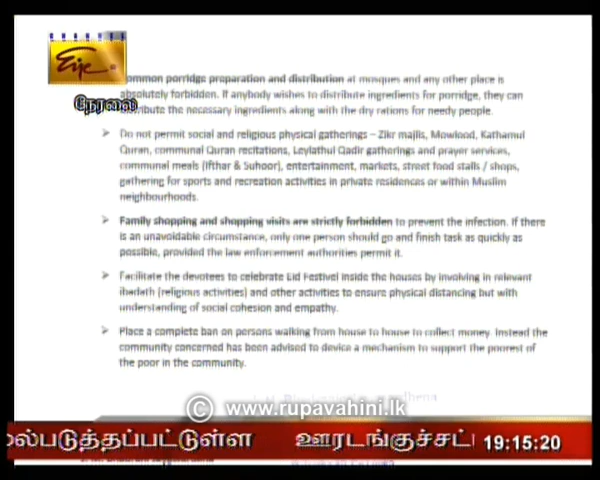 CHANNEL
Eye
நேரலை
Common porridge preparation and distribution at mosques and any other place is
absolutely forbidden. If anybody wishes to distribute ingredients for porridge, they can
distribute the necessary ingredients along with the dry rations for needy people.
➢ Do not permit social and religious physical gatherings – Zikr majlis, Mowlood, Kathamul
Quran, communal Quran recitations, Leylathul Qadir gatherings and prayer services,
communal meals (Ifthar & Suhoor), entertainment, markets, street food stalls / shops,
gathering for sports and recreation activities in private residences or within Muslim
neighbourhoods.
➢ Family shopping and shopping visits are strictly forbidden to prevent the infection. If there
is an unavoidable circumstance, only one person should go and finish task as quickly as
possible, provided the law enforcement authorities permit it.
➢ Facilitate the devotees to celebrate Eid Festivel inside the houses by involving in relevant
ibadath (religious activities) and other activities to ensure physical distancing but with
understanding of social cohesion and empathy.
➢ Place a complete ban on persons walking from house to house to collect money. Instead the
community concerned has been advised to device a mechanism to support the poorest of
the poor in the community.
© www.rupavahini.lk
மல்படுத்தப்பட்டுள்ள ஊரடங்குச்சட் 19:15:20